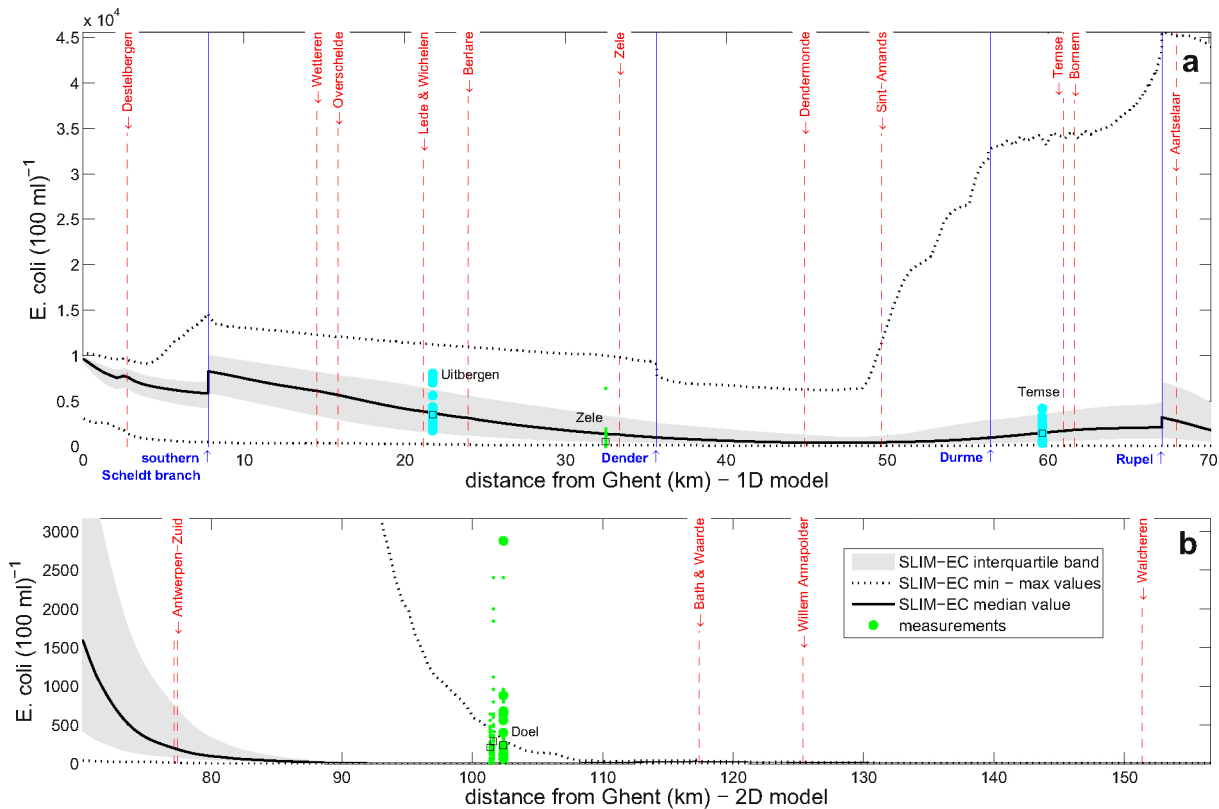 x 10⁴
4.5
4
3.5
3
2.5
2
1.5
1
0.5
0
E. coli (100 ml)⁻¹
a
← Destelbergen
← Wetteren
← Overschelde
← Lede & Wichelen
← Berlare
← Zele
← Dendermonde
← Sint−Amands
← Temse
← Bornem
← Aartselaar
Uitbergen
Zele
Temse
0
10
20
30
40
50
60
70
southern ↑
Scheldt branch
Dender ↑
Durme ↑
Rupel ↑
distance from Ghent (km) − 1D model
3000
2500
2000
1500
1000
500
0
E. coli (100 ml)⁻¹
b
← Antwerpen−Zuid
← Bath & Waarde
← Willem Annapolder
← Walcheren
Doel
SLIM−EC interquartile band
SLIM−EC min − max values
SLIM−EC median value
measurements
80
90
100
110
120
130
140
150
distance from Ghent (km) − 2D model